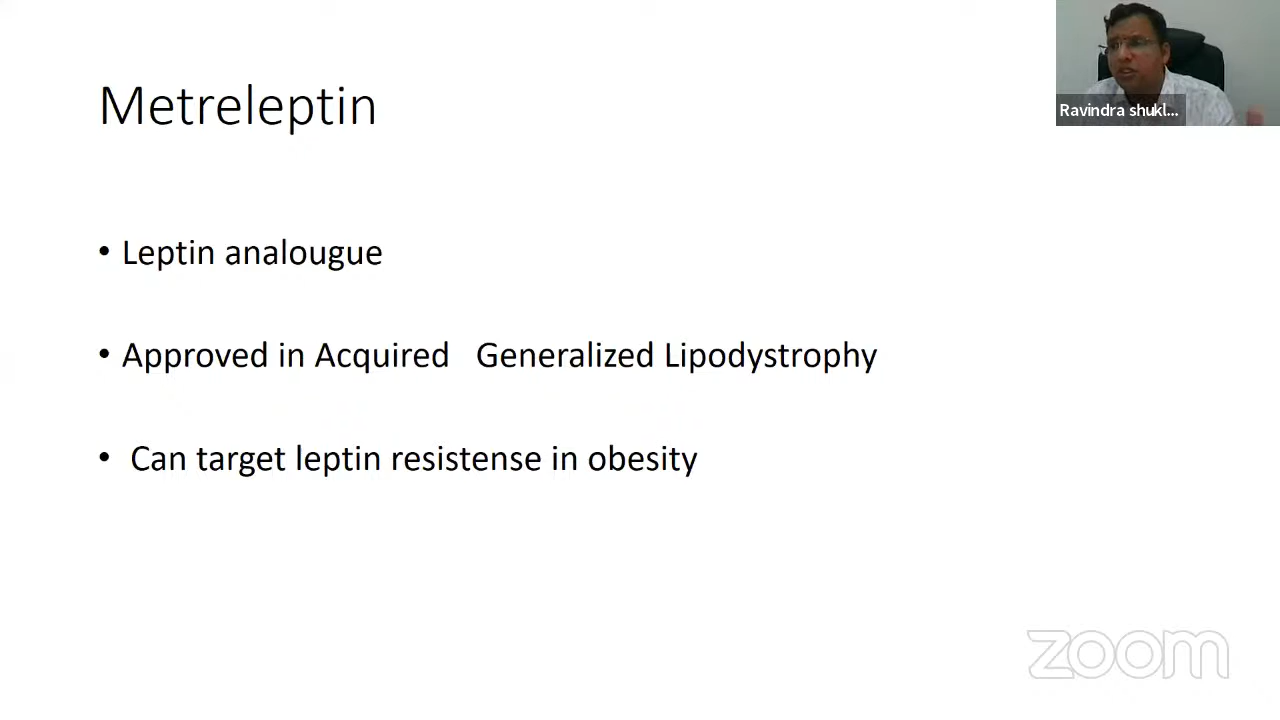 Metreleptin
Ravindra shukl...
• Leptin analougue
• Approved in Acquired Generalized Lipodystrophy
• Can target leptin resistense in obesity
zoom